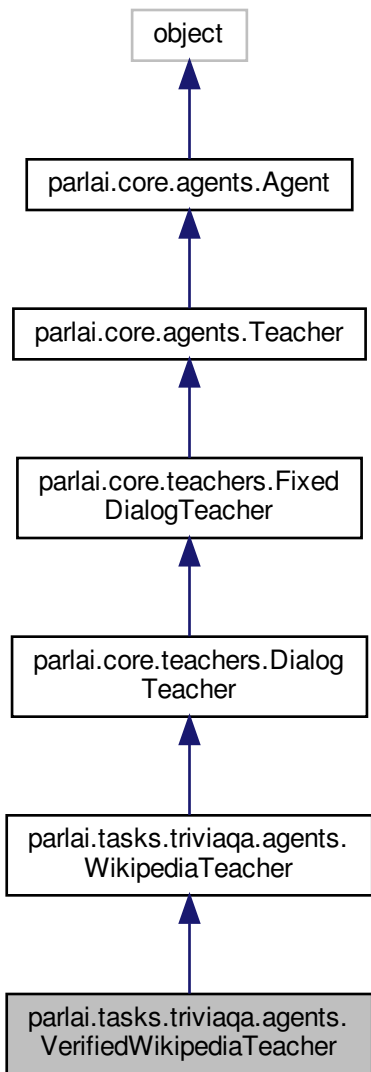 object
parlai.core.agents.Agent
parlai.core.agents.Teacher
parlai.core.teachers.Fixed
DialogTeacher
parlai.core.teachers.Dialog
Teacher
parlai.tasks.triviaqa.agents.
WikipediaTeacher
parlai.tasks.triviaqa.agents.
VerifiedWikipediaTeacher